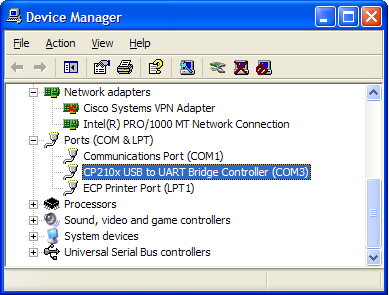 Device Manager
File Action View Help
Network adapters
Cisco Systems VPN Adapter
Intel(R) PRO/1000 MT Network Connection
Ports (COM & LPT)
Communications Port (COM1)
CP210x USB to UART Bridge Controller (COM3)
ECP Printer Port (LPT1)
Processors
Sound, video and game controllers
System devices
Universal Serial Bus controllers